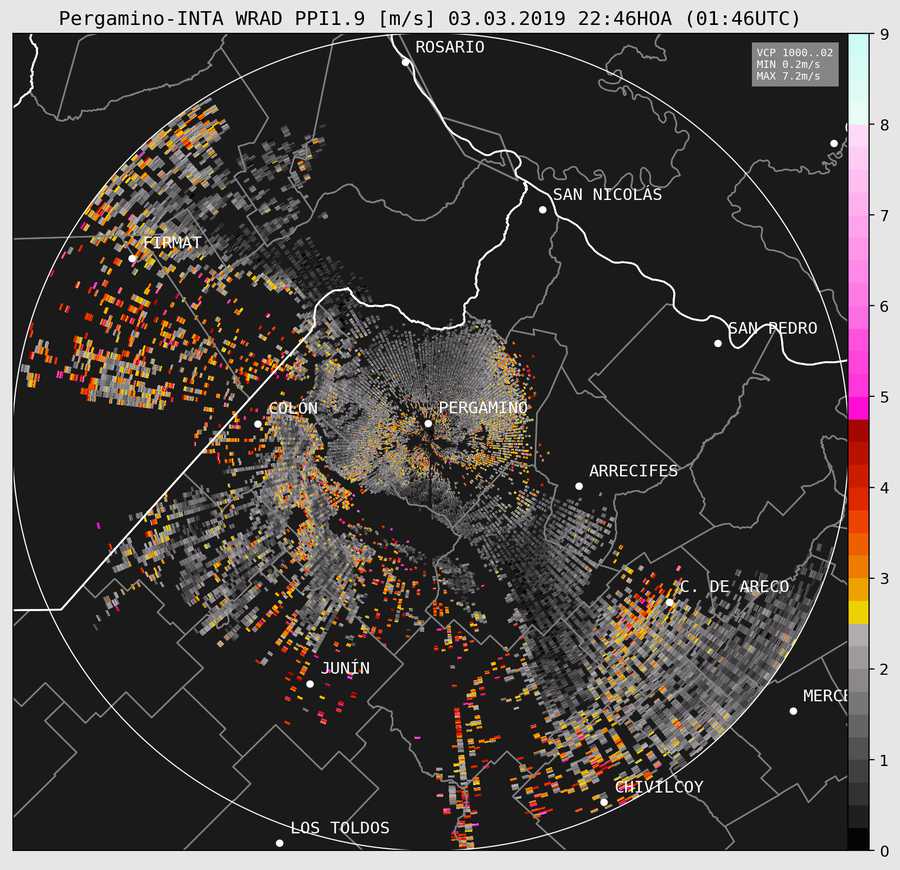 Pergamino-INTA WRAD PPI1.9 [m/s] 03.03.2019 22:46HOA (01:46UTC)
VCP 1000..02
MIN 0.2m/s
MAX 7.2m/s
ROSARIO
SAN NICOLÁS
FIRMAT
SAN PEDRO
COLÓN
PERGAMINO
ARRECIFES
C. DE ARECO
JUNÍN
MERCE
CHIVILCOY
LOS TOLDOS
9
8
7
6
5
4
3
2
1
0